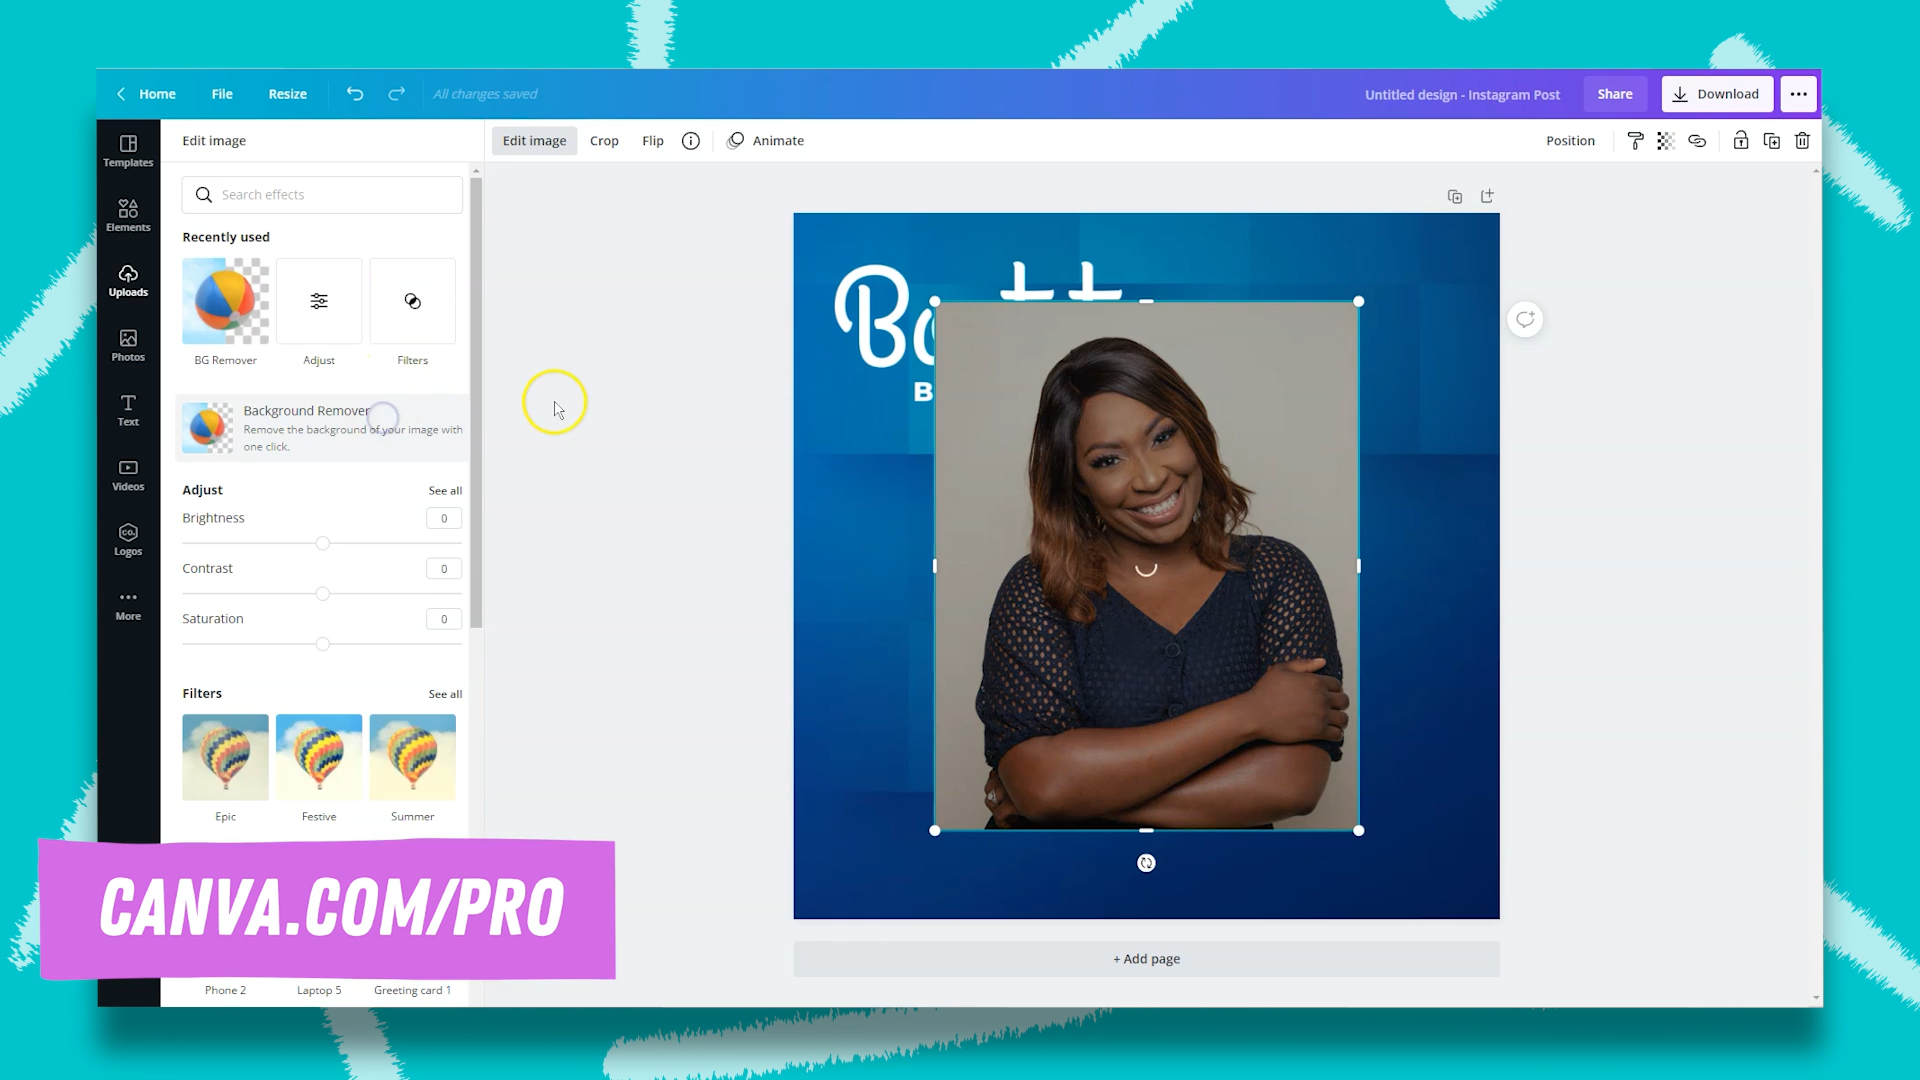 Home File Resize All changes saved Untitled design - Instagram Post Share Download
Edit image Edit image Crop Flip Animate Position
Templates
Elements
Uploads
Photos
Text
Videos
co.
Logos
More
Search effects
Recently used
BG Remover Adjust Filters
Background Remover
Remove the background of your image with
one click.
Adjust See all
Brightness 0
Contrast 0
Saturation 0
Filters See all
Epic Festive Summer
CANVA.COM/PRO
Phone 2 Laptop 5 Greeting card 1
B
+ Add page